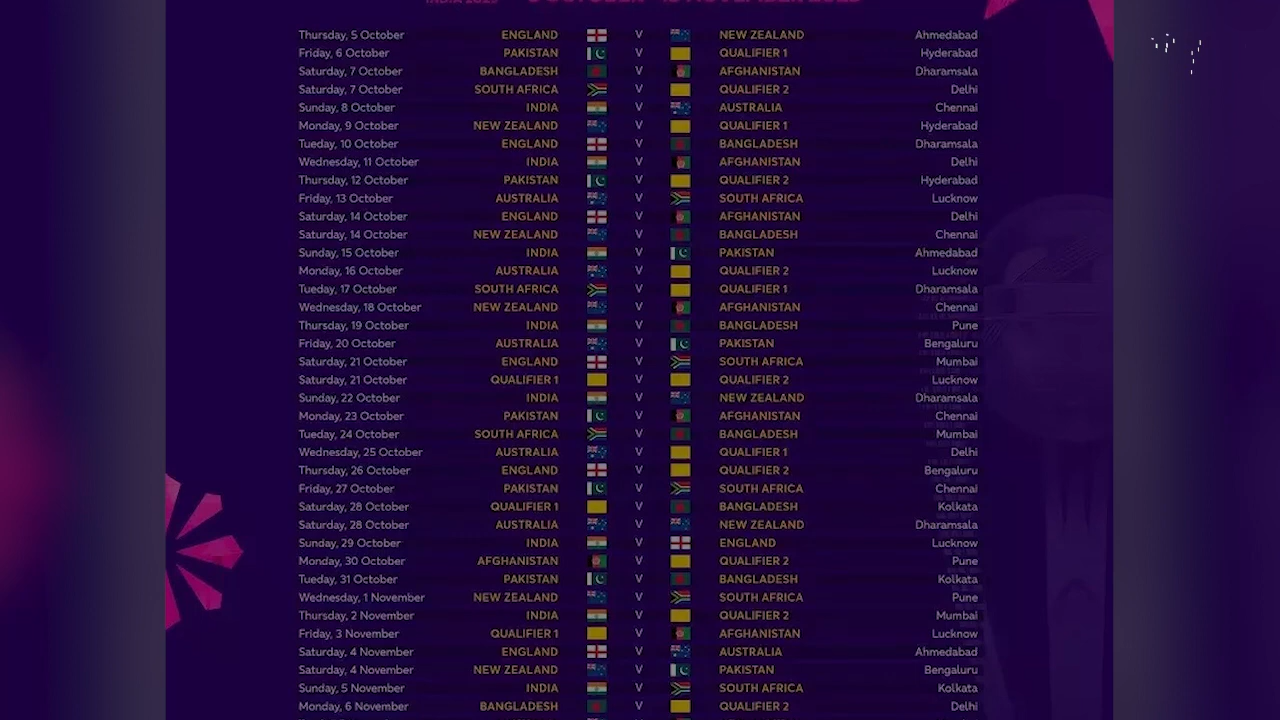 Thursday, 5 October ENGLAND V NEW ZEALAND Ahmedabad
Friday, 6 October PAKISTAN V QUALIFIER 1 Hyderabad
Saturday, 7 October BANGLADESH V AFGHANISTAN Dharamsala
Saturday, 7 October SOUTH AFRICA V QUALIFIER 2 Delhi
Sunday, 8 October INDIA V AUSTRALIA Chennai
Monday, 9 October NEW ZEALAND V QUALIFIER 1 Hyderabad
Tueday, 10 October ENGLAND V BANGLADESH Dharamsala
Wednesday, 11 October INDIA V AFGHANISTAN Delhi
Thursday, 12 October PAKISTAN V QUALIFIER 2 Hyderabad
Friday, 13 October AUSTRALIA V SOUTH AFRICA Lucknow
Saturday, 14 October ENGLAND V AFGHANISTAN Delhi
Saturday, 14 October NEW ZEALAND V BANGLADESH Chennai
Sunday, 15 October INDIA V PAKISTAN Ahmedabad
Monday, 16 October AUSTRALIA V QUALIFIER 2 Lucknow
Tueday, 17 October SOUTH AFRICA V QUALIFIER 1 Dharamsala
Wednesday, 18 October NEW ZEALAND V AFGHANISTAN Chennai
Thursday, 19 October INDIA V BANGLADESH Pune
Friday, 20 October AUSTRALIA V PAKISTAN Bengaluru
Saturday, 21 October ENGLAND V SOUTH AFRICA Mumbai
Saturday, 21 October QUALIFIER 1 V QUALIFIER 2 Lucknow
Sunday, 22 October INDIA V NEW ZEALAND Dharamsala
Monday, 23 October PAKISTAN V AFGHANISTAN Chennai
Tueday, 24 October SOUTH AFRICA V BANGLADESH Mumbai
Wednesday, 25 October AUSTRALIA V QUALIFIER 1 Delhi
Thursday, 26 October ENGLAND V QUALIFIER 2 Bengaluru
Friday, 27 October PAKISTAN V SOUTH AFRICA Chennai
Saturday, 28 October QUALIFIER 1 V BANGLADESH Kolkata
Saturday, 28 October AUSTRALIA V NEW ZEALAND Dharamsala
Sunday, 29 October INDIA V ENGLAND Lucknow
Monday, 30 October AFGHANISTAN V QUALIFIER 2 Pune
Tueday, 31 October PAKISTAN V BANGLADESH Kolkata
Wednesday, 1 November NEW ZEALAND V SOUTH AFRICA Pune
Thursday, 2 November INDIA V QUALIFIER 2 Mumbai
Friday, 3 November QUALIFIER 1 V AFGHANISTAN Lucknow
Saturday, 4 November ENGLAND V AUSTRALIA Ahmedabad
Saturday, 4 November NEW ZEALAND V PAKISTAN Bengaluru
Sunday, 5 November INDIA V SOUTH AFRICA Kolkata
Monday, 6 November BANGLADESH V QUALIFIER 2 Delhi